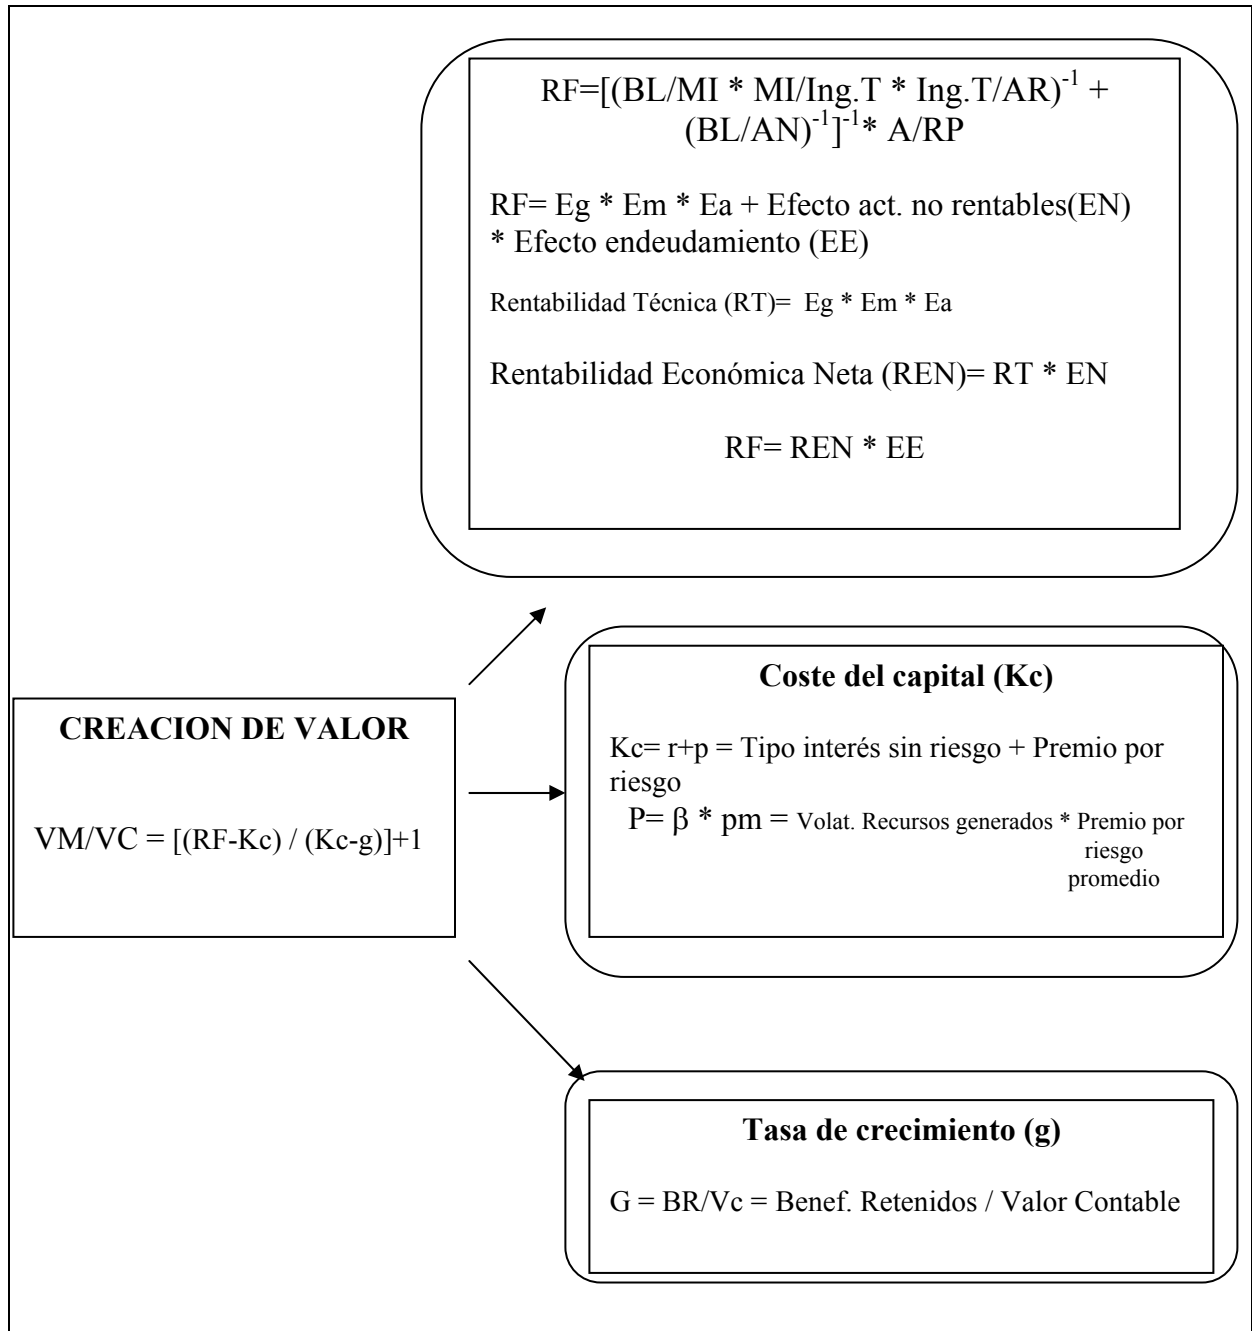 RF=[(BL/MI * MI/Ing.T * Ing.T/AR)⁻¹ +
(BL/AN)⁻¹]⁻¹* A/RP
RF= Eg * Em * Ea + Efecto act. no rentables(EN)
* Efecto endeudamiento (EE)
Rentabilidad Técnica (RT)= Eg * Em * Ea
Rentabilidad Económica Neta (REN)= RT * EN
RF= REN * EE
CREACION DE VALOR
VM/VC = [(RF-Kc) / (Kc-g)]+1
Coste del capital (Kc)
Kc= r+p = Tipo interés sin riesgo + Premio por
riesgo
P= β * pm = Volat. Recursos generados * Premio por
riesgo
promedio
Tasa de crecimiento (g)
G = BR/Vc = Benef. Retenidos / Valor Contable